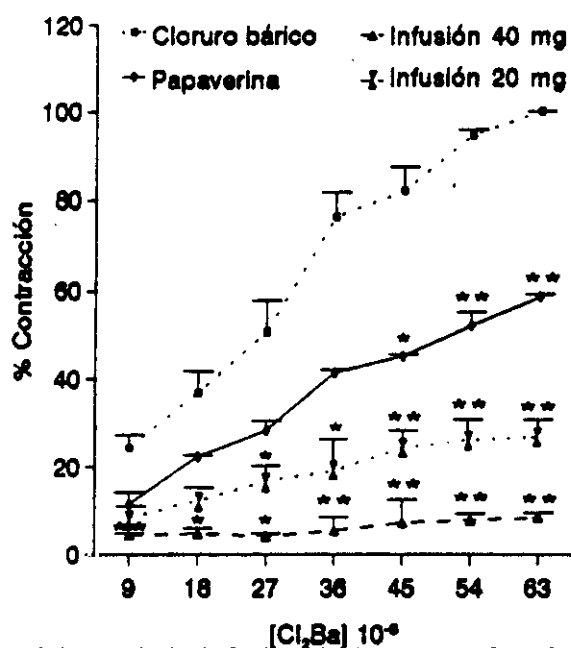 120
Cloruro bárico
Infusión 40 mg
Papaverina
Infusión 20 mg
100
80
60
40
20
0
% Contracción
** **
*
** **
* ** **
*
** ** **
*** * *
9 18 27 36 45 54 63
[Cl₂Ba] 10⁻⁶